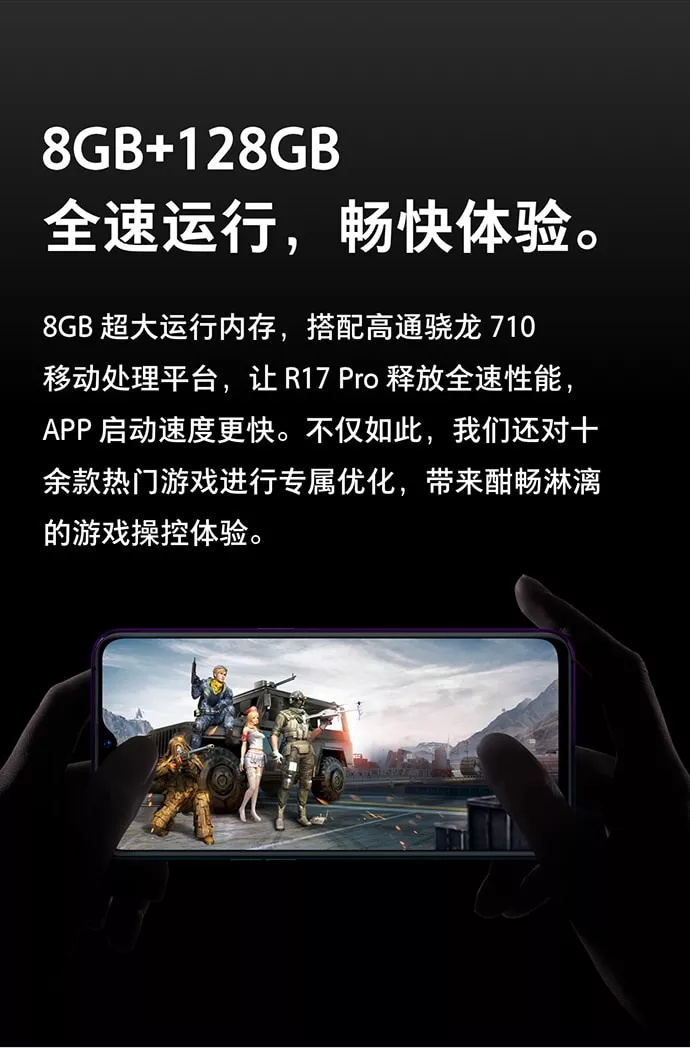 8GB+128GB
全速运行，畅快体验。
8GB 超大运行内存，搭配高通骁龙 710
移动处理平台，让 R17 Pro 释放全速性能，
APP 启动速度更快。不仅如此，我们还对十
余款热门游戏进行专属优化，带来酣畅淋漓
的游戏操控体验。